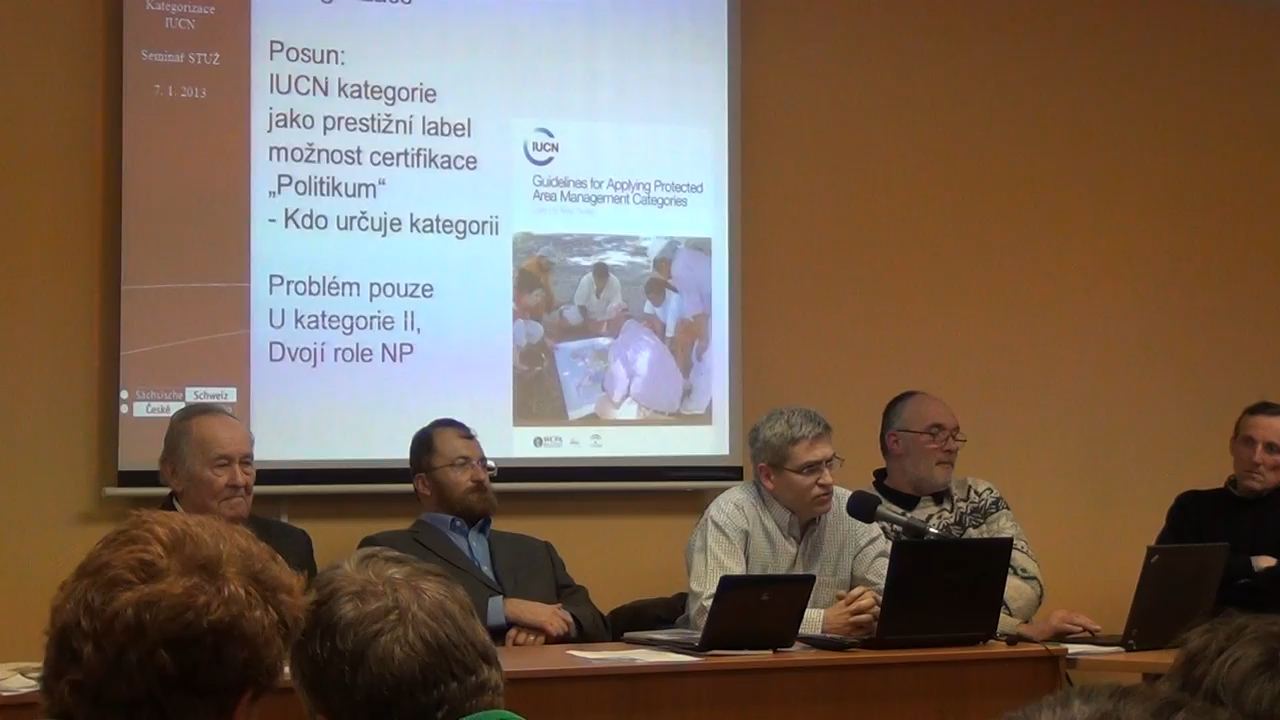 Kategorizace
IUCN
Seminář STUŽ
7. 1. 2013
Posun:
IUCN kategorie
jako prestižní label
možnost certifikace
„Politikum“
- Kdo určuje kategorii
Problém pouze
U kategorie II,
Dvojí role NP
IUCN
Guidelines for Applying Protected
Area Management Categories
Sächsische Schweiz
České
WCPA